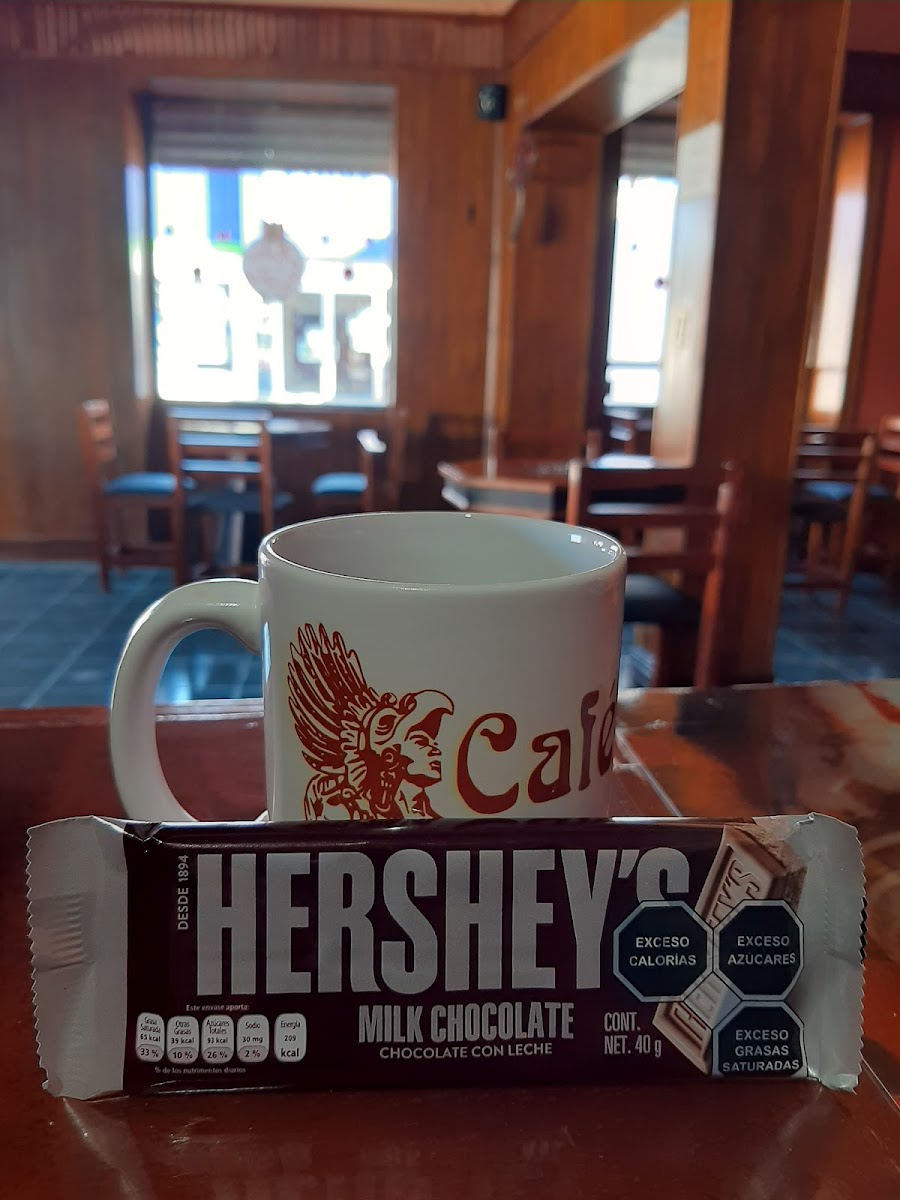 Café
DESDE 1894
HERSHEY'S
MILK CHOCOLATE
CHOCOLATE CON LECHE
CONT.
NET. 40 g
EXCESO
CALORÍAS
EXCESO
AZÚCARES
EXCESO
GRASAS
SATURADAS
Este envase aporta:
Grasa
Saturada
65 kcal
33 %
Otras
Grasas
39 kcal
10 %
Azúcares
Totales
93 kcal
26 %
Sodio
30 mg
2 %
Energía
209
kcal
% de los nutrimentos diarios